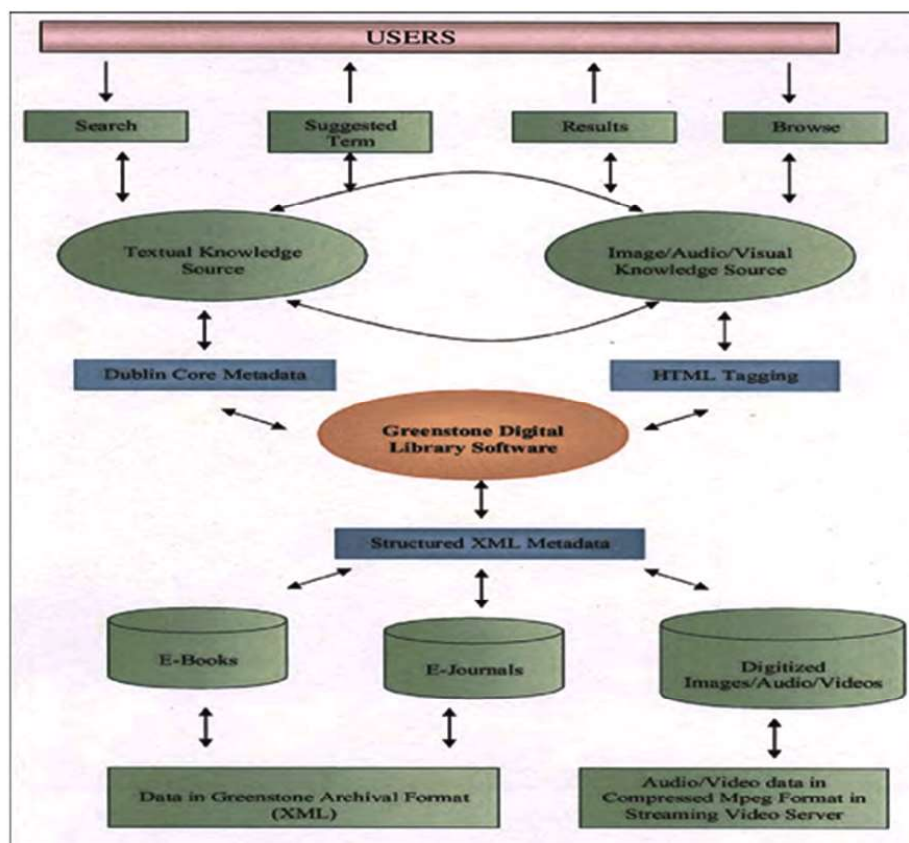 USERS
Search
Suggested
Term
Results
Browse
Textual Knowledge
Source
Image/Audio/Visual
Knowledge Source
Dublin Core Metadata
HTML Tagging
Greenstone Digital
Library Software
Structured XML Metadata
E-Books
E-Journals
Digitized
Images/Audio/Videos
Data in Greenstone Archival Format
(XML)
Audio/Video data in
Compressed Mpeg Format in
Streaming Video Server